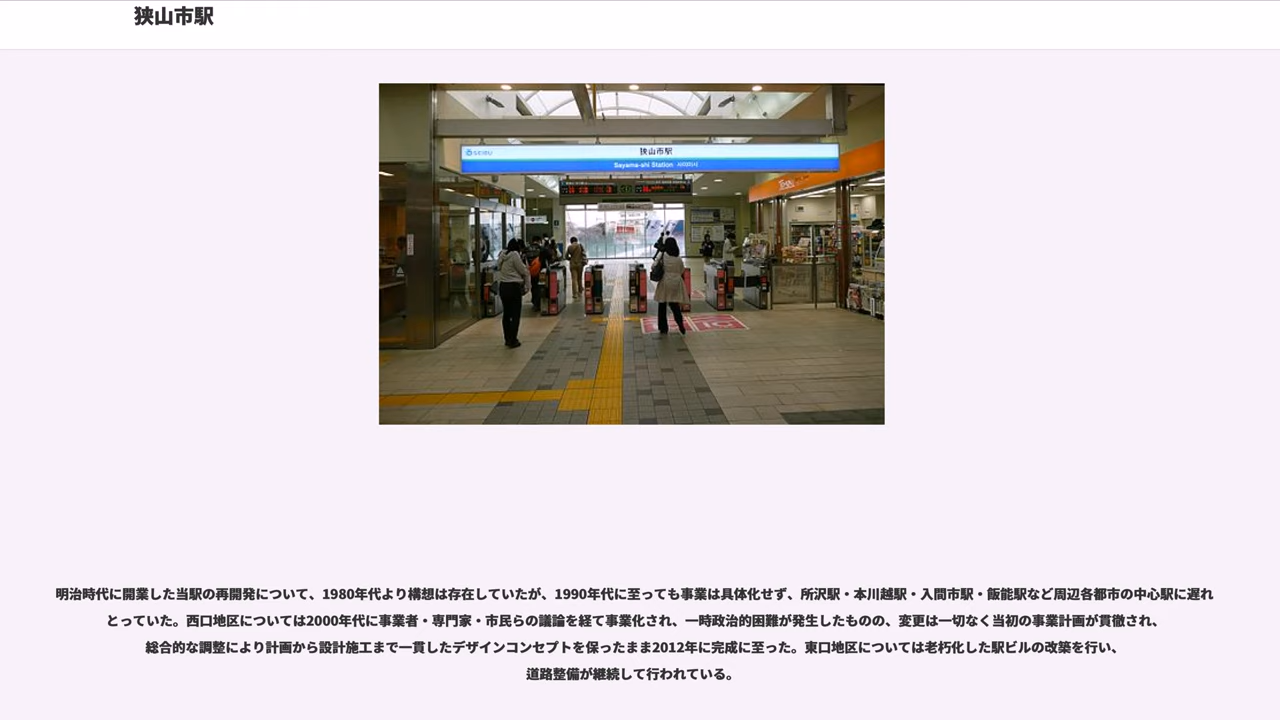 狭山市駅
SEIBU
狭山市駅
Sayama-shi Station
明治時代に開業した当駅の再開発について、1980年代より構想は存在していたが、1990年代に至っても事業は具体化せず、所沢駅・本川越駅・入間市駅・飯能駅など周辺各都市の中心駅に遅れ
とっていた。西口地区については2000年代に事業者・専門家・市民らの議論を経て事業化され、一時政治的困難が発生したものの、変更は一切なく当初の事業計画が貫徹され、
総合的な調整により計画から設計施工まで一貫したデザインコンセプトを保ったまま2012年に完成に至った。東口地区については老朽化した駅ビルの改築を行い、
道路整備が継続して行われている。